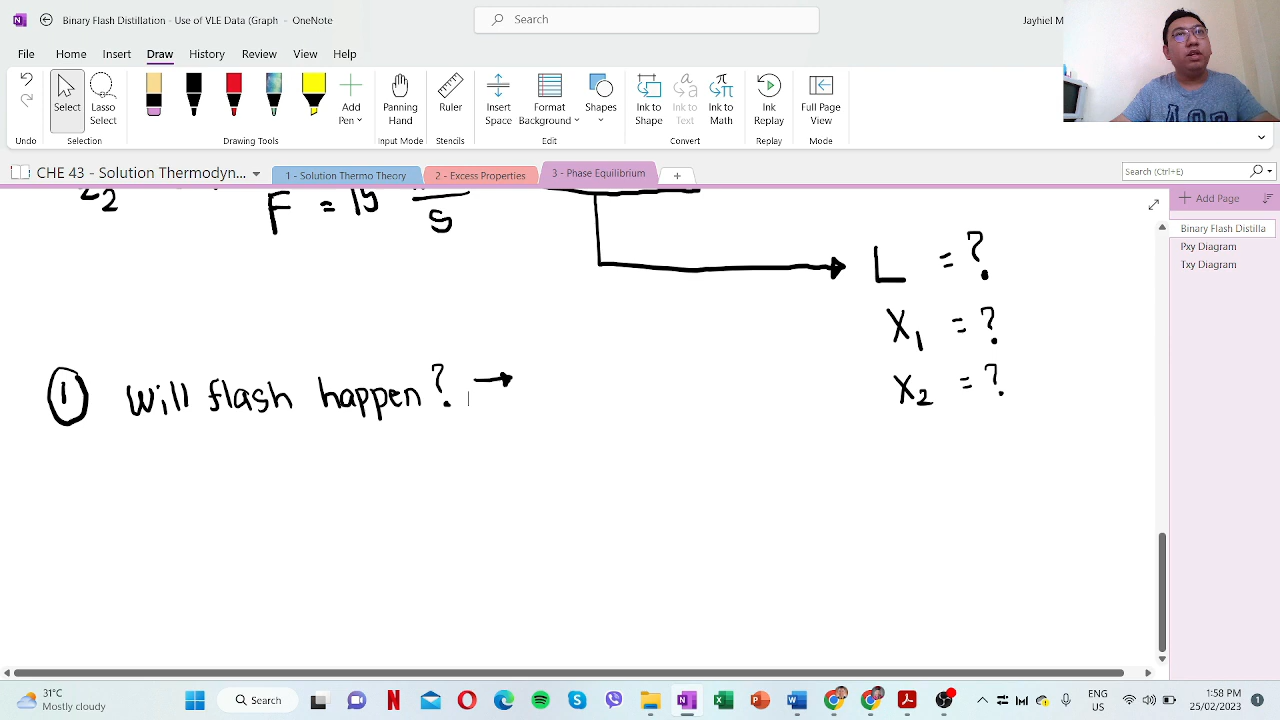 Binary Flash Distillation - Use of VLE Data (Graph - OneNote
Search
Jayhiel M
File Home Insert Draw History Review View Help
Undo
Select
Lasso Select
Add Pen
Panning Hand
Ruler
Insert Space
Format Background
Shapes
Ink to Shape
Ink to Text
Ink to Math
Ink Replay
Full Page View
Selection
Drawing Tools
Input Mode
Stencils
Edit
Convert
Replay
Mode
CHE 43 - Solution Thermodyn...
1 - Solution Thermo Theory
2 - Excess Properties
3 - Phase Equilibrium
+
Search (Ctrl+E)
Add Page
Binary Flash Distilla
Pxy Diagram
Txy Diagram
F = 15
S
L = ?
X1 = ?
X2 = ?
1 Will flash happen? →
31°C
Mostly cloudy
Search
ENG
US
1:58 PM
25/02/2023
1